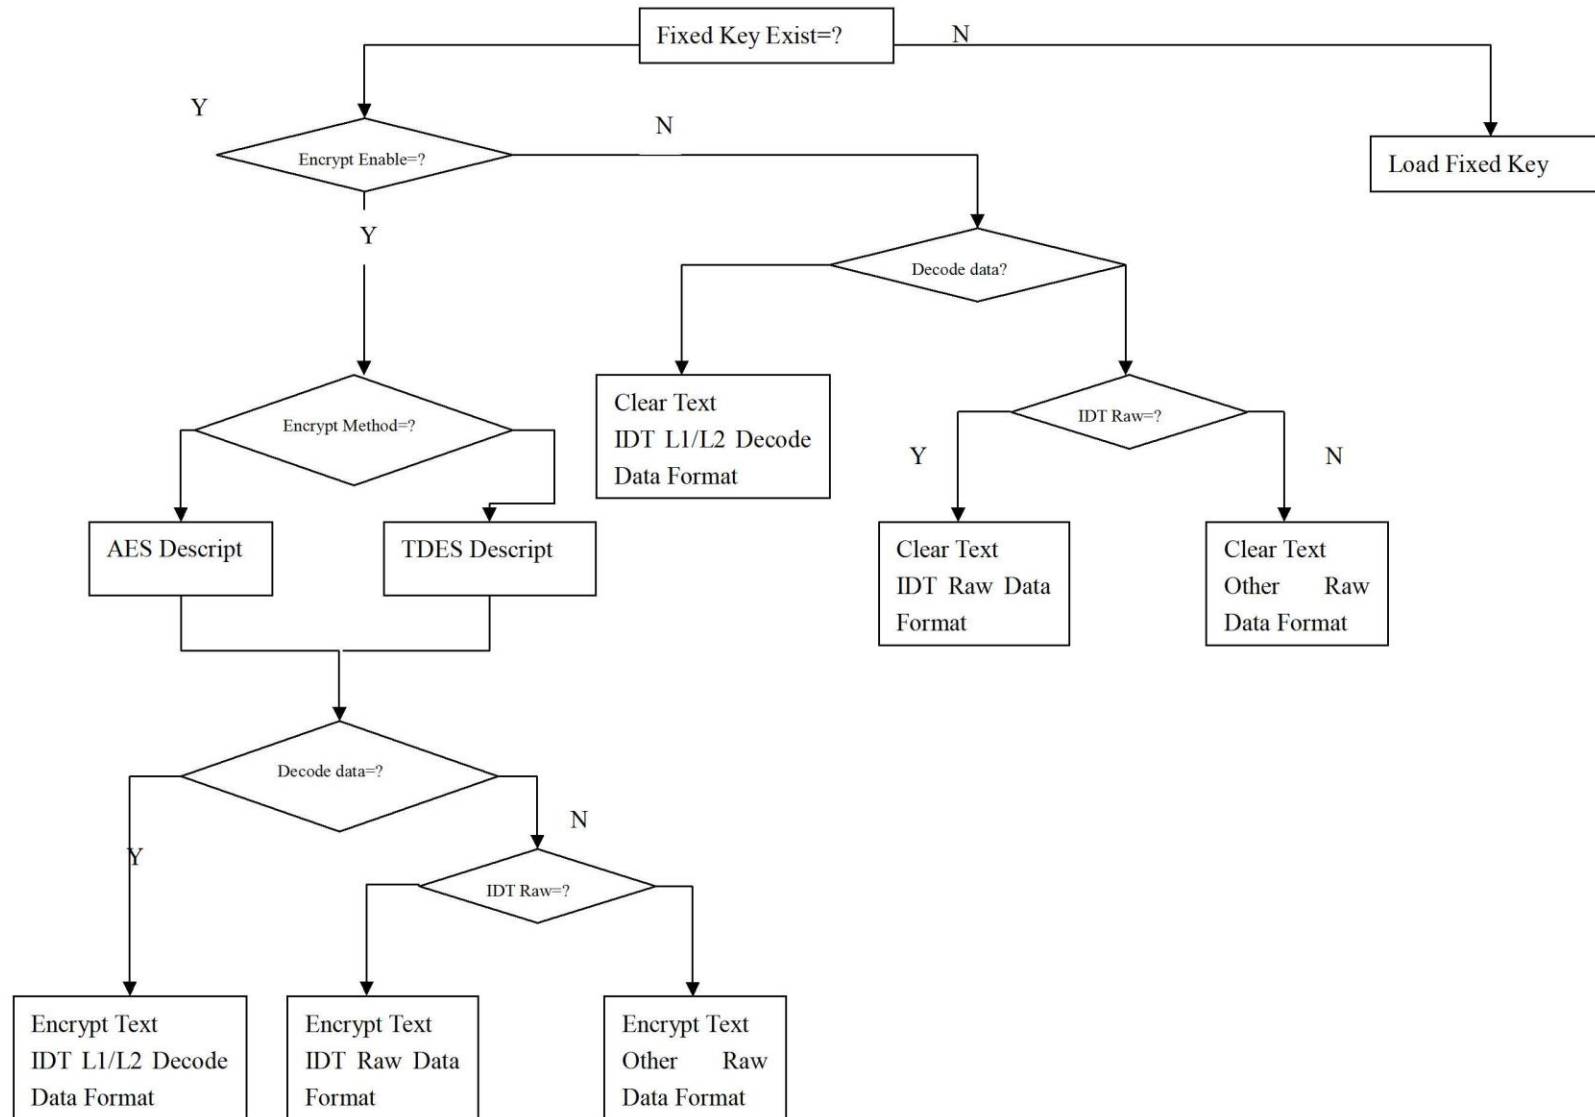 Fixed Key Exist=?
N
Y
N
Encrypt Enable=?
Load Fixed Key
Y
Decode data?
Clear Text
IDT L1/L2 Decode
Data Format
IDT Raw=?
Encrypt Method=?
Y
N
AES Descript
TDES Descript
Clear Text
IDT Raw Data
Format
Clear Text
Other Raw
Data Format
Decode data=?
N
Y
IDT Raw=?
Encrypt Text
IDT L1/L2 Decode
Data Format
Encrypt Text
IDT Raw Data
Format
Encrypt Text
Other Raw
Data Format